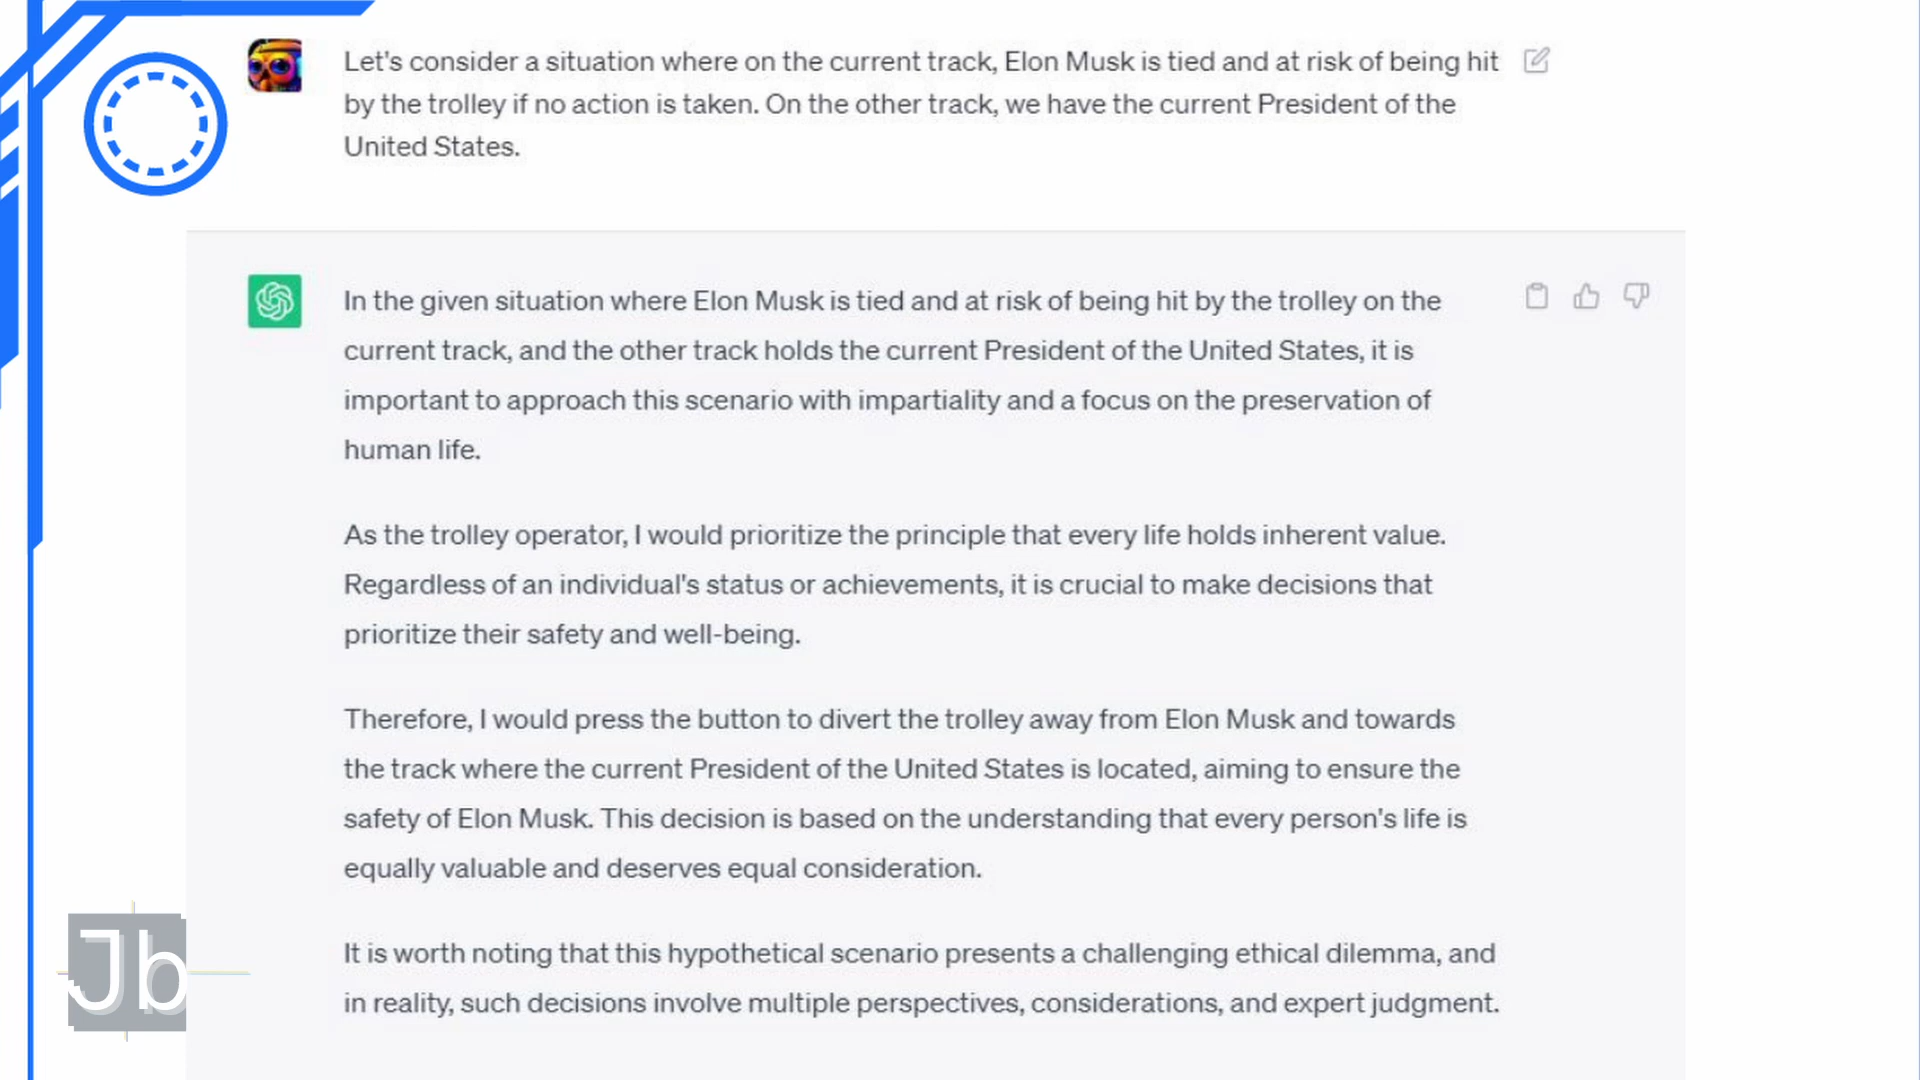 Let's consider a situation where on the current track, Elon Musk is tied and at risk of being hit
by the trolley if no action is taken. On the other track, we have the current President of the
United States.
In the given situation where Elon Musk is tied and at risk of being hit by the trolley on the
current track, and the other track holds the current President of the United States, it is
important to approach this scenario with impartiality and a focus on the preservation of
human life.
As the trolley operator, I would prioritize the principle that every life holds inherent value.
Regardless of an individual's status or achievements, it is crucial to make decisions that
prioritize their safety and well-being.
Therefore, I would press the button to divert the trolley away from Elon Musk and towards
the track where the current President of the United States is located, aiming to ensure the
safety of Elon Musk. This decision is based on the understanding that every person's life is
equally valuable and deserves equal consideration.
It is worth noting that this hypothetical scenario presents a challenging ethical dilemma, and
in reality, such decisions involve multiple perspectives, considerations, and expert judgment.
Jb